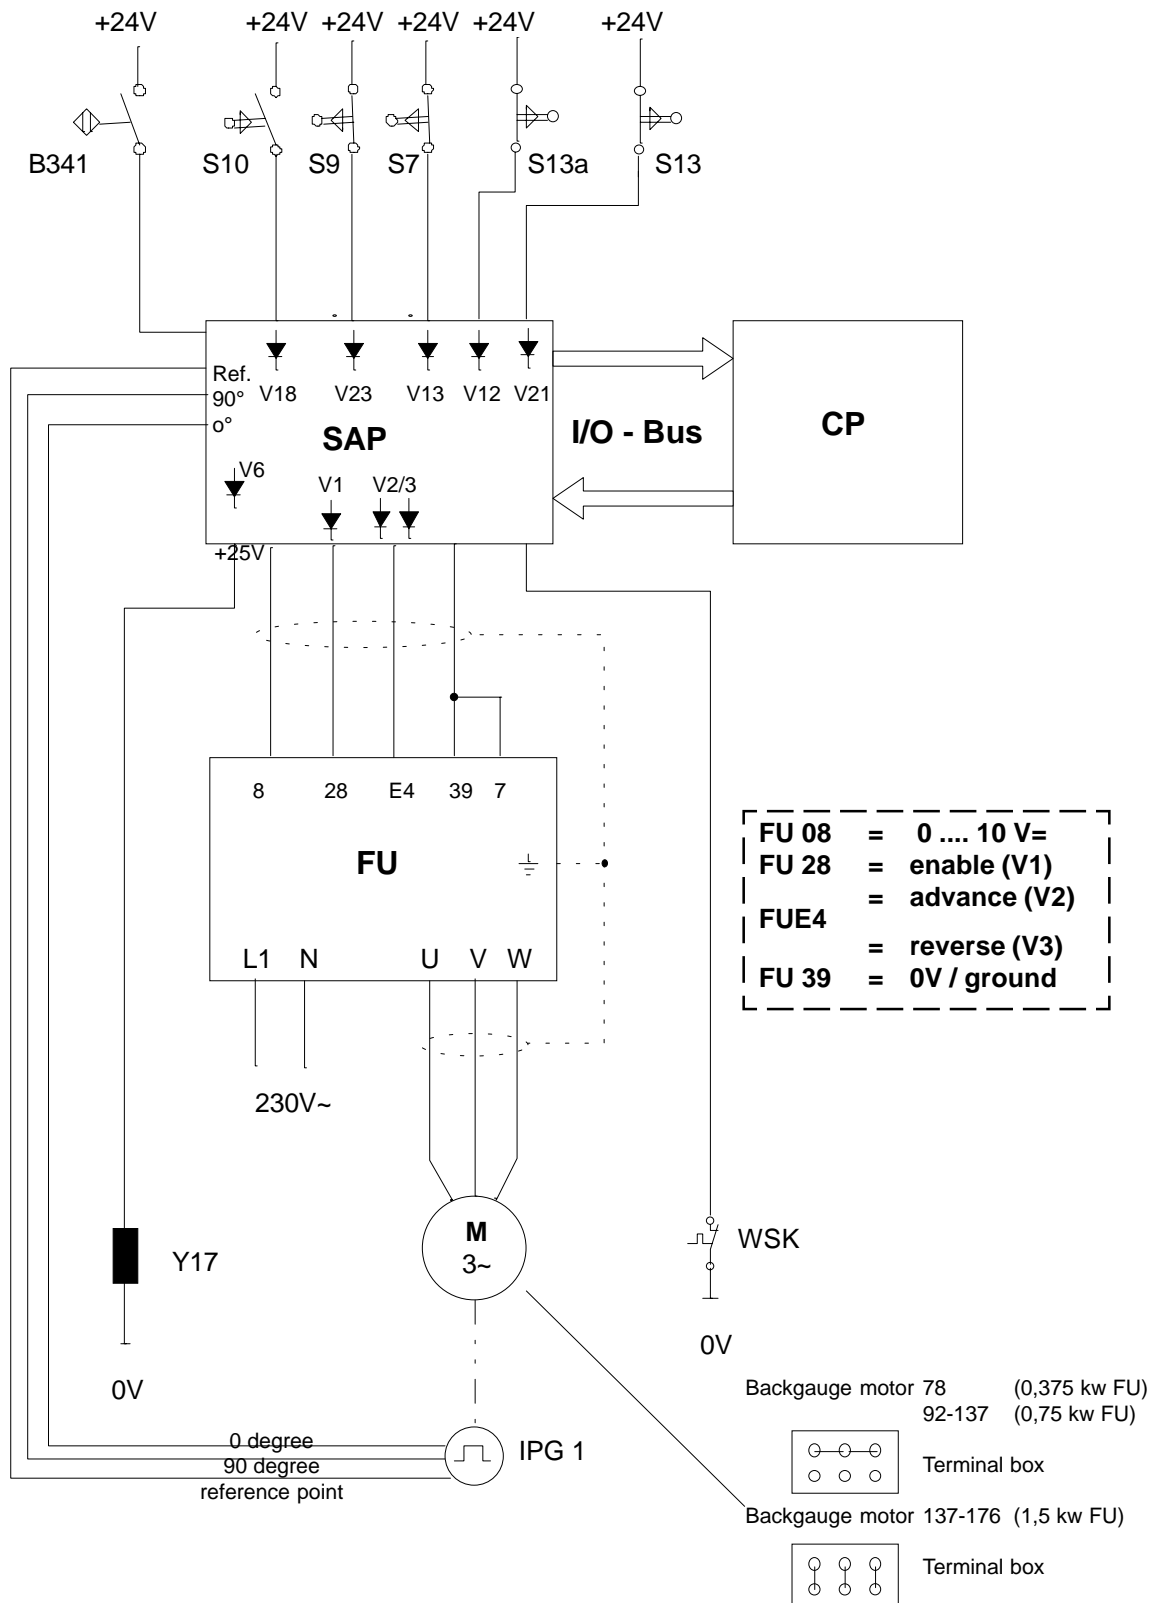 +24V +24V +24V +24V +24V +24V
B341 S10 S9 S7 S13a S13
Ref.
90°
o°
V18 V23 V13 V12 V21
SAP
I/O - Bus
CP
V6
V1 V2/3
+25V
8 28 E4 39 7
FU
L1 N U V W
FU 08 = 0 .... 10 V=
FU 28 = enable (V1)
= advance (V2)
FUE4
= reverse (V3)
FU 39 = 0V / ground
230V~
M
3~
Y17
WSK
0V
0V
Backgauge motor 78 (0,375 kw FU)
92-137 (0,75 kw FU)
0 degree
90 degree
reference point
IPG 1
Terminal box
Backgauge motor 137-176 (1,5 kw FU)
Terminal box